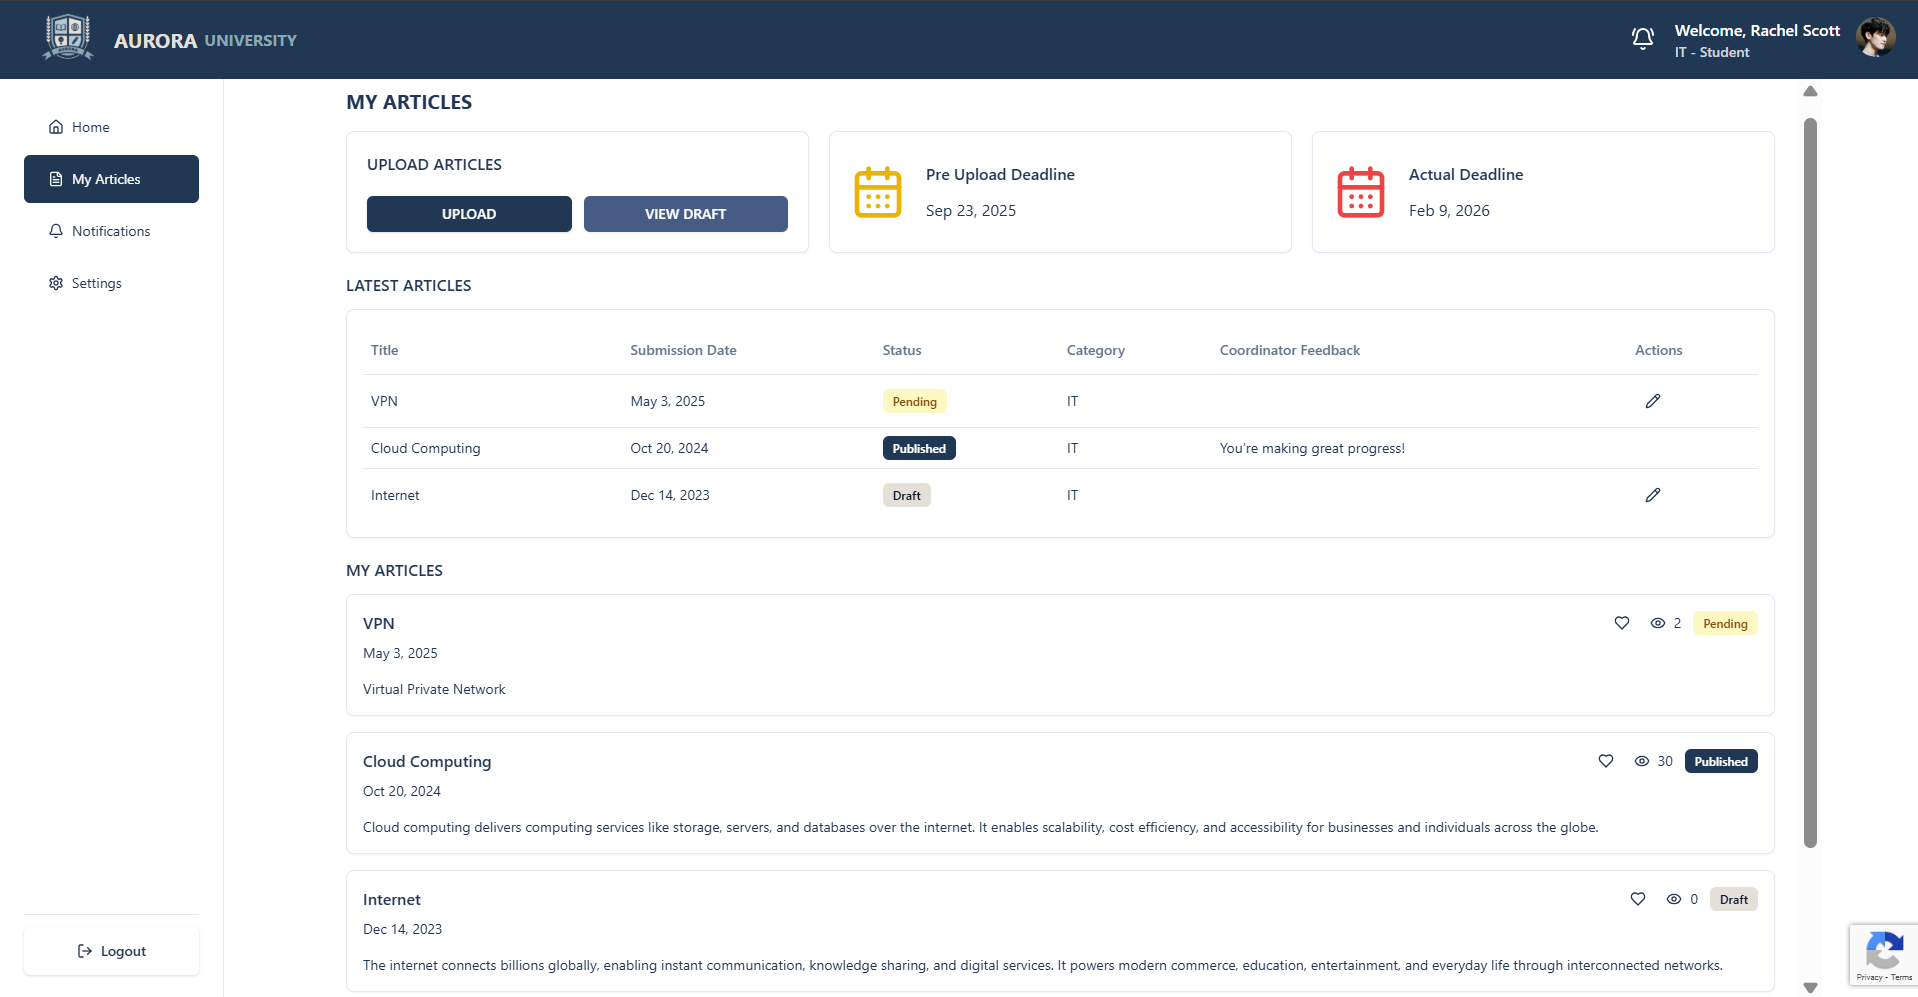 AURORA UNIVERSITY
Welcome, Rachel Scott
IT - Student
Home
My Articles
Notifications
Settings
Logout
MY ARTICLES
UPLOAD ARTICLES
UPLOAD
VIEW DRAFT
Pre Upload Deadline
Sep 23, 2025
Actual Deadline
Feb 9, 2026
LATEST ARTICLES
Title Submission Date Status Category Coordinator Feedback Actions
VPN May 3, 2025 Pending IT
Cloud Computing Oct 20, 2024 Published IT You're making great progress!
Internet Dec 14, 2023 Draft IT
MY ARTICLES
VPN 2 Pending
May 3, 2025
Virtual Private Network
Cloud Computing 30 Published
Oct 20, 2024
Cloud computing delivers computing services like storage, servers, and databases over the internet. It enables scalability, cost efficiency, and accessibility for businesses and individuals across the globe.
Internet 0 Draft
Dec 14, 2023
The internet connects billions globally, enabling instant communication, knowledge sharing, and digital services. It powers modern commerce, education, entertainment, and everyday life through interconnected networks.
Privacy - Terms